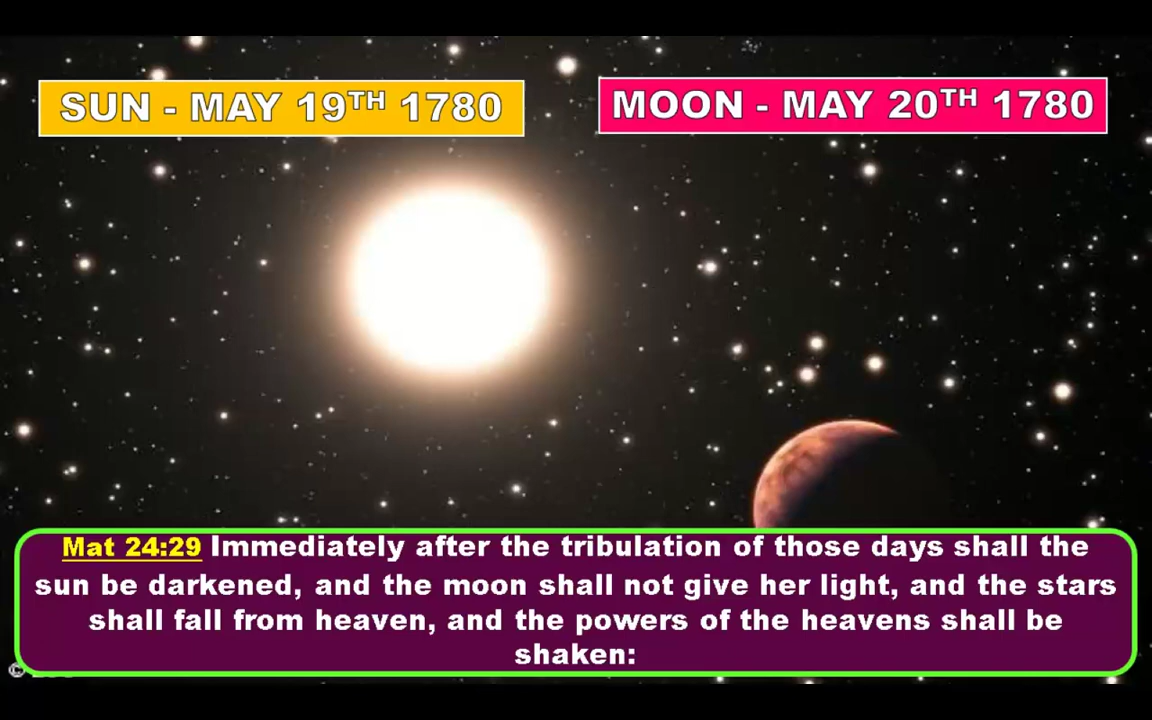 SUN - MAY 19TH 1780
MOON - MAY 20TH 1780
Mat 24:29 Immediately after the tribulation of those days shall the
sun be darkened, and the moon shall not give her light, and the stars
shall fall from heaven, and the powers of the heavens shall be
shaken:
©